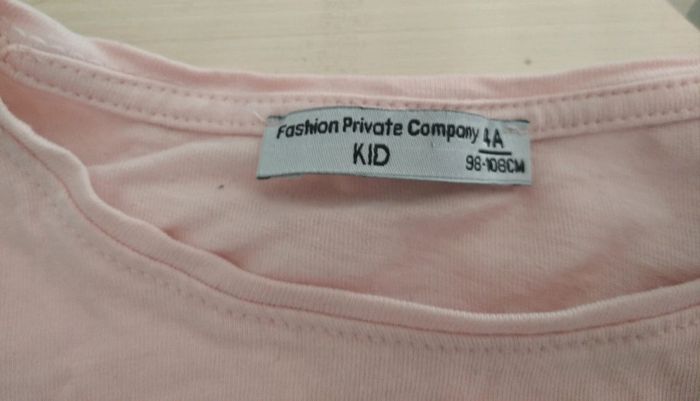 Fashion Private Company 4A
KID 98-108CM